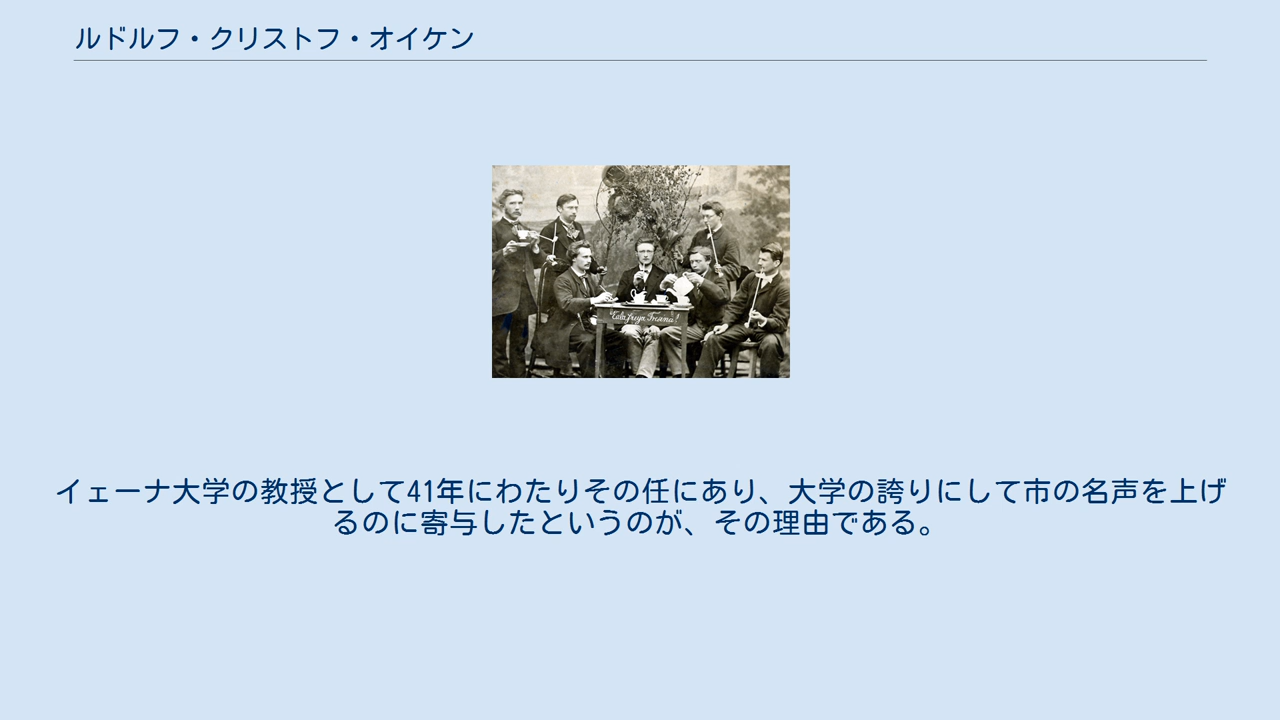 ルドルフ・クリストフ・オイケン
"Eala Freya Fresena!"
イェーナ大学の教授として41年にわたりその任にあり、大学の誇りにして市の名声を上げ
るのに寄与したというのが、その理由である。